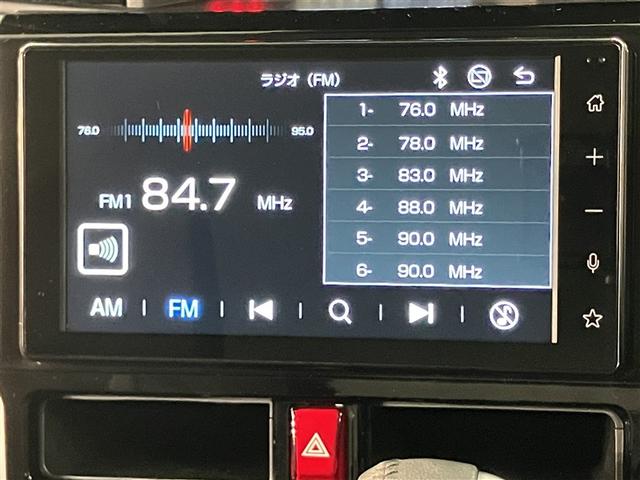 ラジオ（FM）
76.0 95.0
FM1 84.7 MHz
1- 76.0 MHz
2- 78.0 MHz
3- 83.0 MHz
4- 88.0 MHz
5- 90.0 MHz
6- 90.0 MHz
AM FM